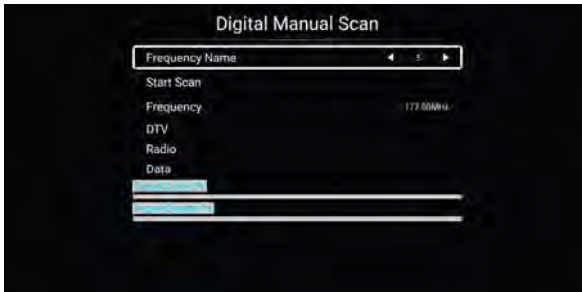 Digital Manual Scan
Frequency Name
5
Start Scan
Frequency 177.50MHz
DTV
Radio
Data